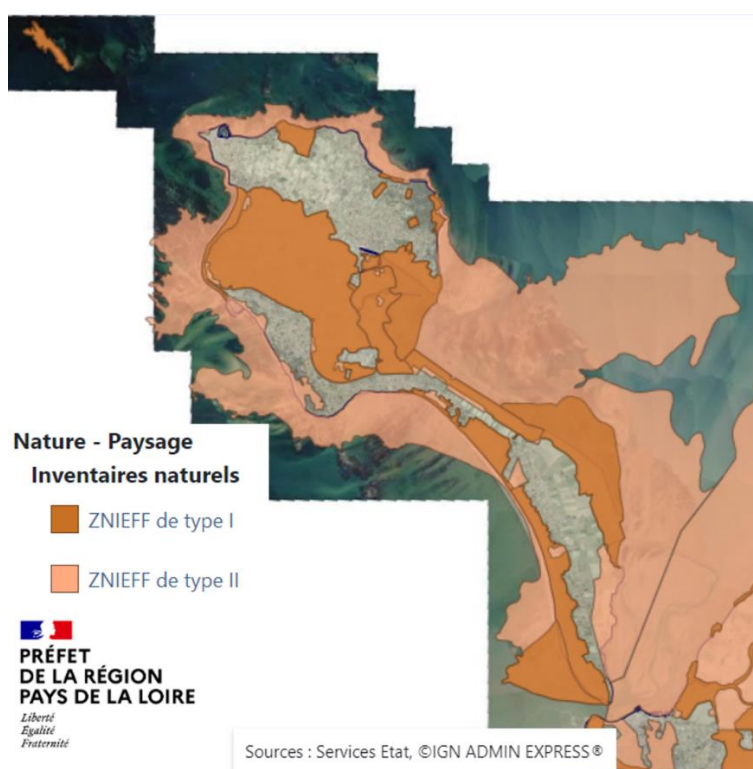 Nature - Paysage
Inventaires naturels
ZNIEFF de type I
ZNIEFF de type II
PRÉFET
DE LA RÉGION
PAYS DE LA LOIRE
Liberté
Égalité
Fraternité
Sources : Services Etat, ©IGN ADMIN EXPRESS®